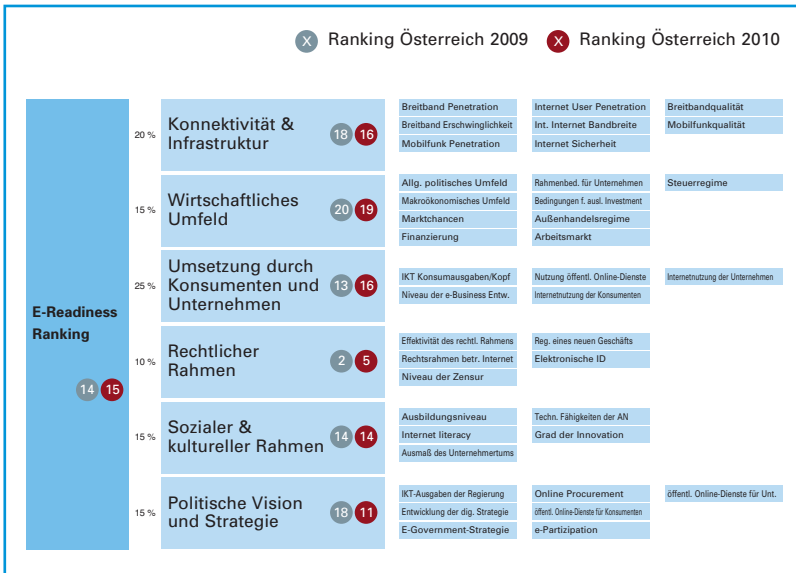 X Ranking Österreich 2009 X Ranking Österreich 2010
E-Readiness
Ranking
14 15
20 %
Konnektivität &
Infrastruktur
18 16
Breitband Penetration
Breitband Erschwinglichkeit
Mobilfunk Penetration
Internet User Penetration
Int. Internet Bandbreite
Internet Sicherheit
Breitbandqualität
Mobilfunkqualität
15 %
Wirtschaftliches
Umfeld
20 19
Allg. politisches Umfeld
Makroökonomisches Umfeld
Marktchancen
Finanzierung
Rahmenbed. für Unternehmen
Bedingungen f. ausl. Investment
Außenhandelsregime
Arbeitsmarkt
Steuerregime
25 %
Umsetzung durch
Konsumenten und
Unternehmen
13 16
IKT Konsumausgaben/Kopf
Niveau der e-Business Entw.
Nutzung öffentl. Online-Dienste
Internetnutzung der Konsumenten
Internetnutzung der Unternehmen
10 %
Rechtlicher
Rahmen
2 5
Effektivität des rechtl. Rahmens
Rechtsrahmen betr. Internet
Niveau der Zensur
Reg. eines neuen Geschäfts
Elektronische ID
15 %
Sozialer &
kultureller Rahmen
14 14
Ausbildungsniveau
Internet literacy
Ausmaß des Unternehmertums
Techn. Fähigkeiten der AN
Grad der Innovation
15 %
Politische Vision
und Strategie
18 11
IKT-Ausgaben der Regierung
Entwicklung der dig. Strategie
E-Government-Strategie
Online Procurement
öffentl. Online-Dienste für Konsumenten
e-Partizipation
öffentl. Online-Dienste für Unt.